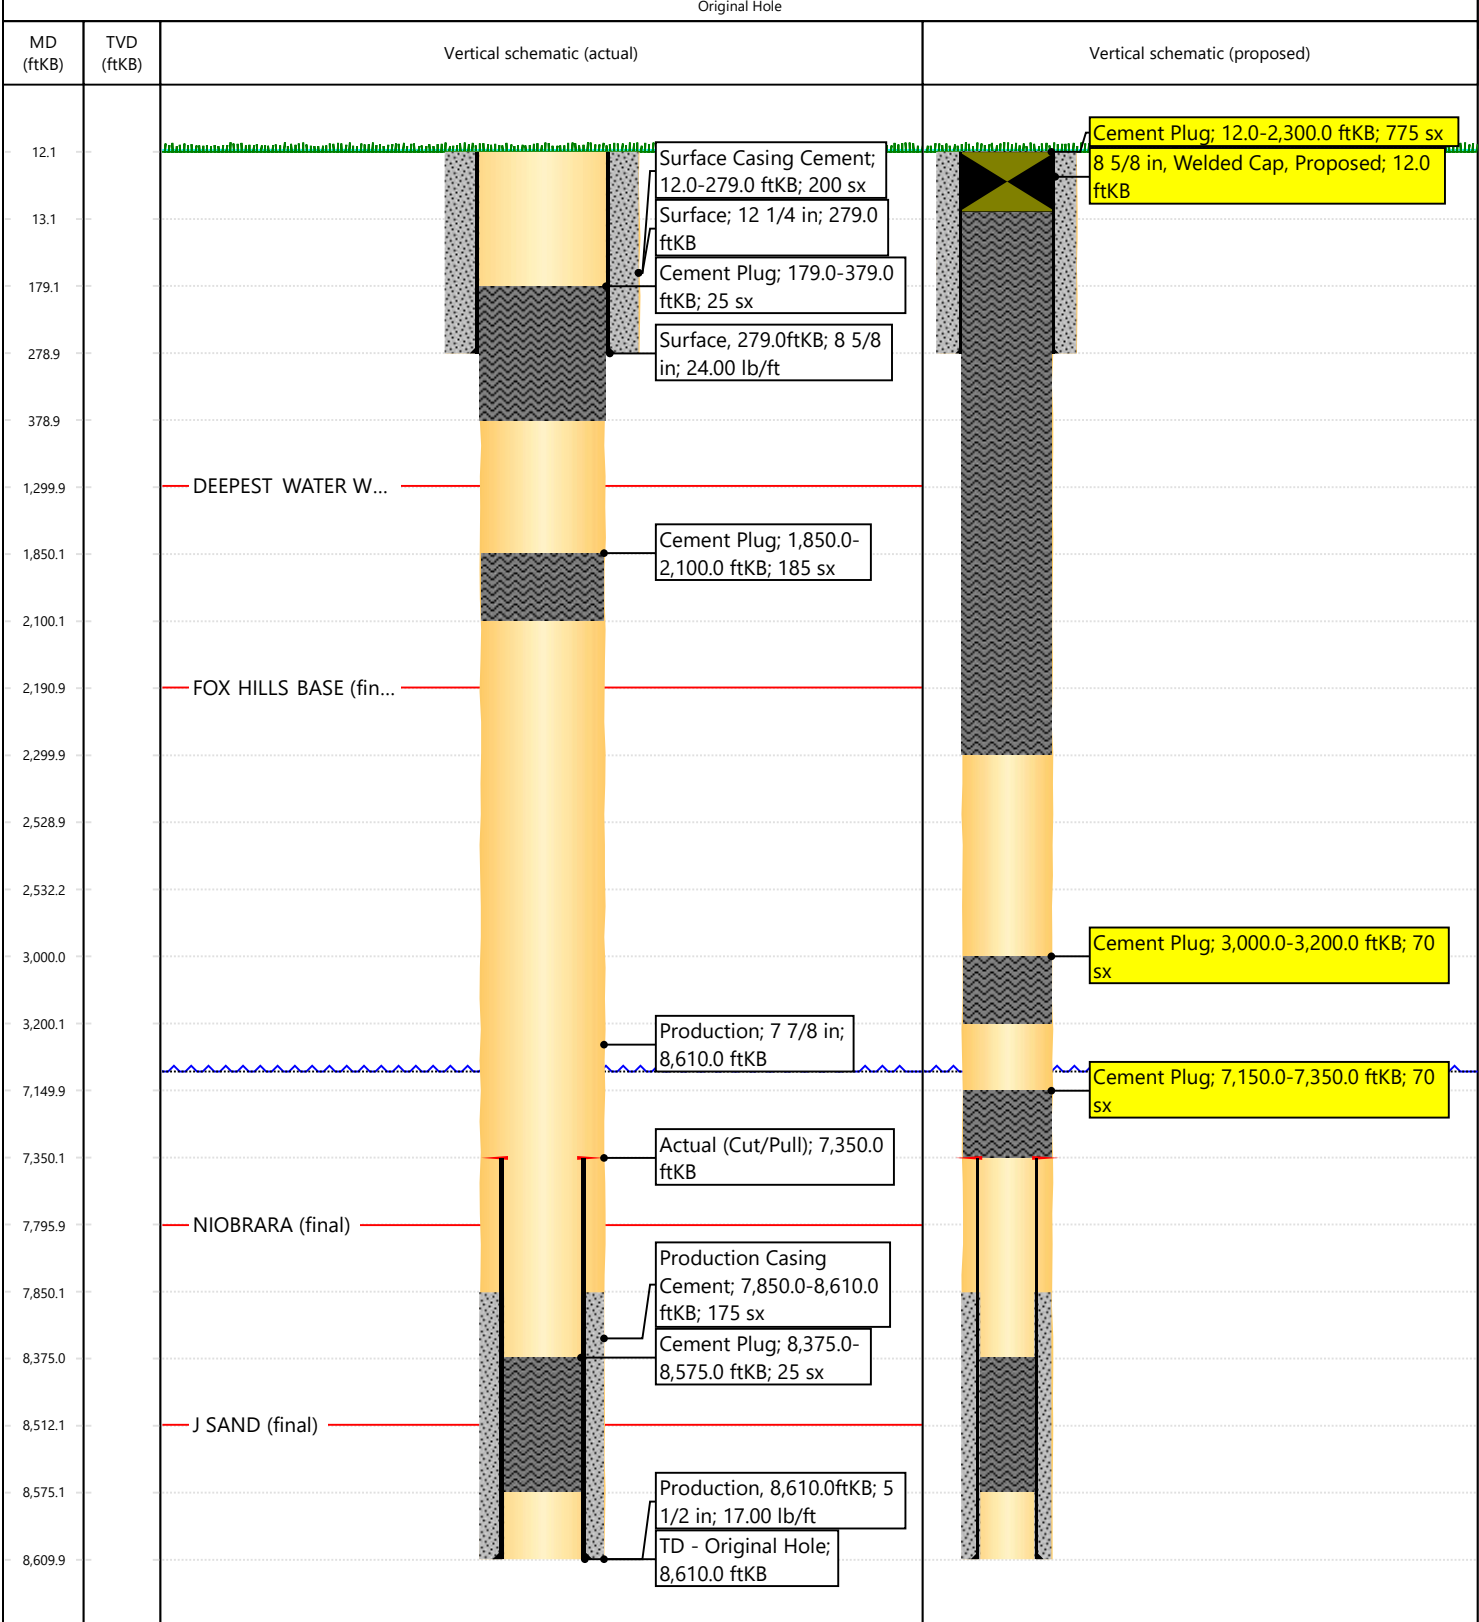 Original Hole
MD
(ftKB)
TVD
(ftKB)
Vertical schematic (actual)
Vertical schematic (proposed)
12.1
13.1
179.1
278.9
378.9
1,299.9
1,850.1
2,100.1
2,190.9
2,299.9
2,528.9
2,532.2
3,000.0
3,200.1
7,149.9
7,350.1
7,795.9
7,850.1
8,375.0
8,512.1
8,575.1
8,609.9
DEEPEST WATER W...
FOX HILLS BASE (fin...
NIOBRARA (final)
J SAND (final)
Surface Casing Cement;
12.0-279.0 ftKB; 200 sx
Surface; 12 1/4 in; 279.0
ftKB
Cement Plug; 179.0-379.0
ftKB; 25 sx
Surface, 279.0ftKB; 8 5/8
in; 24.00 lb/ft
Cement Plug; 1,850.0-
2,100.0 ftKB; 185 sx
Production; 7 7/8 in;
8,610.0 ftKB
Actual (Cut/Pull); 7,350.0
ftKB
Production Casing
Cement; 7,850.0-8,610.0
ftKB; 175 sx
Cement Plug; 8,375.0-
8,575.0 ftKB; 25 sx
Production, 8,610.0ftKB; 5
1/2 in; 17.00 lb/ft
TD - Original Hole;
8,610.0 ftKB
Cement Plug; 12.0-2,300.0 ftKB; 775 sx
8 5/8 in, Welded Cap, Proposed; 12.0
ftKB
Cement Plug; 3,000.0-3,200.0 ftKB; 70
sx
Cement Plug; 7,150.0-7,350.0 ftKB; 70
sx